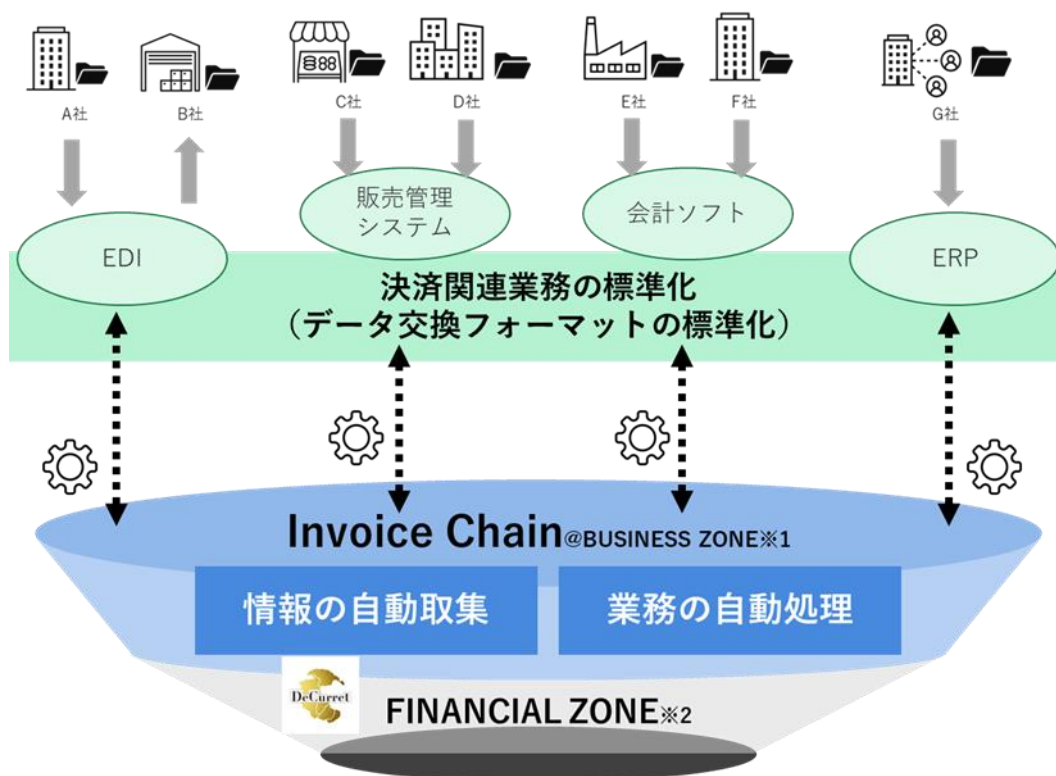 A社
B社
C社
D社
E社
F社
G社
EDI
販売管理
システム
会計ソフト
ERP
決済関連業務の標準化
（データ交換フォーマットの標準化）
Invoice Chain@BUSINESS ZONE※1
情報の自動取集
業務の自動処理
DeCurret
FINANCIAL ZONE※2